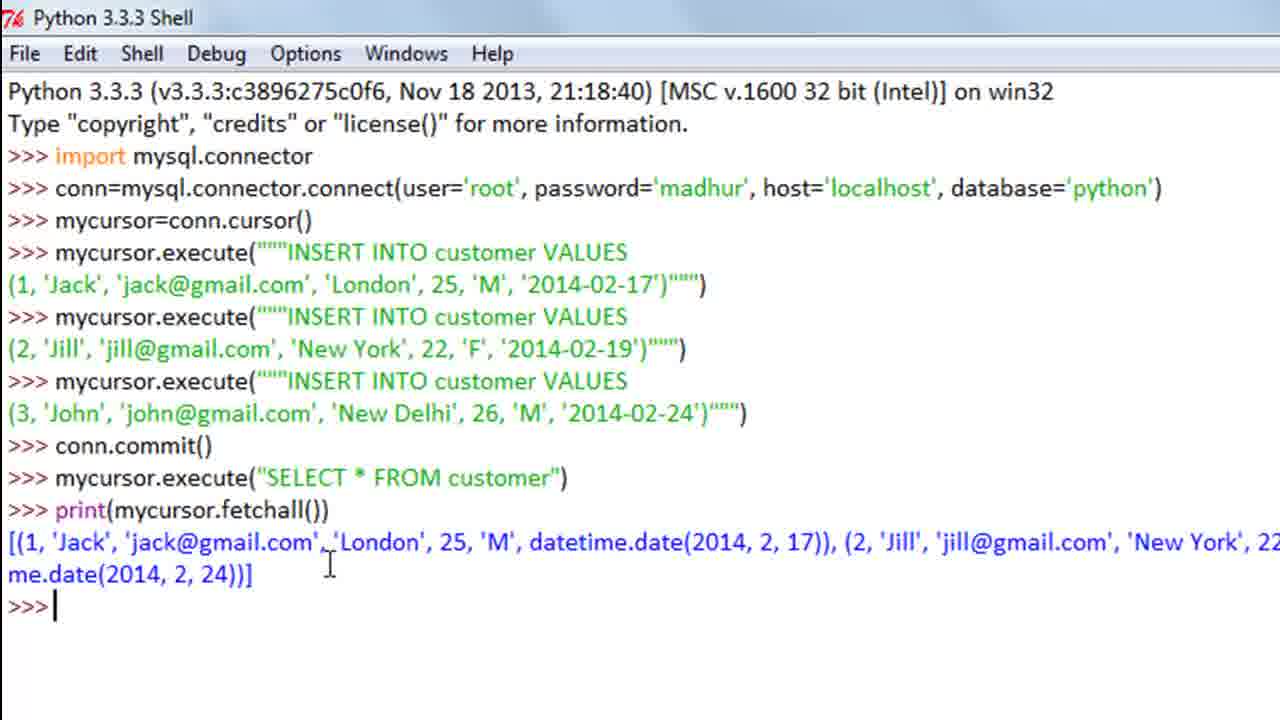 Python 3.3.3 Shell
File Edit Shell Debug Options Windows Help
Python 3.3.3 (v3.3.3:c3896275c0f6, Nov 18 2013, 21:18:40) [MSC v.1600 32 bit (Intel)] on win32
Type "copyright", "credits" or "license()" for more information.
>>> import mysql.connector
>>> conn=mysql.connector.connect(user='root', password='madhur', host='localhost', database='python')
>>> mycursor=conn.cursor()
>>> mycursor.execute("""INSERT INTO customer VALUES
(1, 'Jack', 'jack@gmail.com', 'London', 25, 'M', '2014-02-17')""")
>>> mycursor.execute("""INSERT INTO customer VALUES
(2, 'Jill', 'jill@gmail.com', 'New York', 22, 'F', '2014-02-19')""")
>>> mycursor.execute("""INSERT INTO customer VALUES
(3, 'John', 'john@gmail.com', 'New Delhi', 26, 'M', '2014-02-24')""")
>>> conn.commit()
>>> mycursor.execute("SELECT * FROM customer")
>>> print(mycursor.fetchall())
[(1, 'Jack', 'jack@gmail.com', 'London', 25, 'M', datetime.date(2014, 2, 17)), (2, 'Jill', 'jill@gmail.com', 'New York', 22
me.date(2014, 2, 24))]
>>>